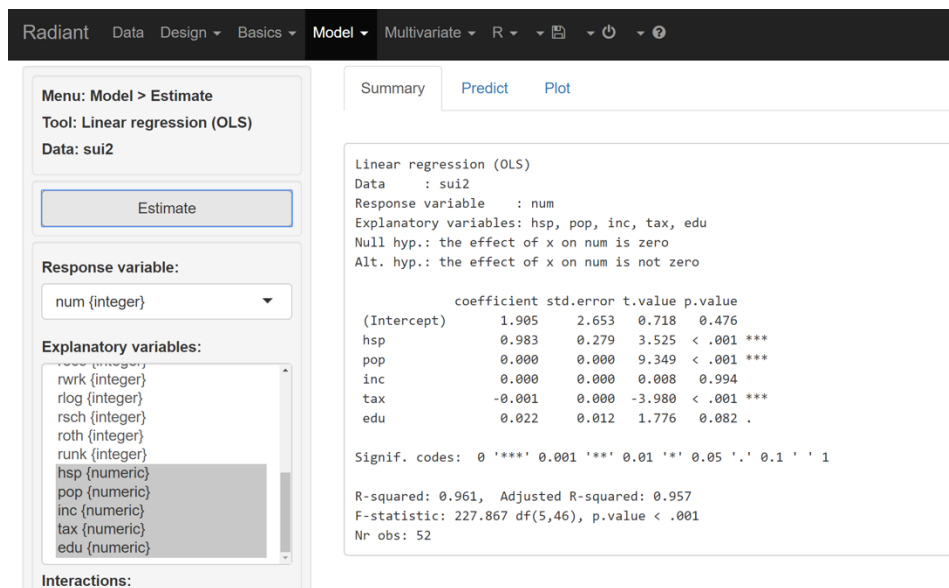 Radiant Data Design Basics Model Multivariate R
Menu: Model > Estimate
Tool: Linear regression (OLS)
Data: sui2
Estimate
Response variable:
num {integer}
Explanatory variables:
rwrk {integer}
rlog {integer}
rsch {integer}
roth {integer}
runk {integer}
hsp {numeric}
pop {numeric}
inc {numeric}
tax {numeric}
edu {numeric}
Interactions:
Summary Predict Plot
Linear regression (OLS)
Data : sui2
Response variable : num
Explanatory variables: hsp, pop, inc, tax, edu
Null hyp.: the effect of x on num is zero
Alt. hyp.: the effect of x on num is not zero
coefficient std.error t.value p.value
(Intercept) 1.905 2.653 0.718 0.476
hsp 0.983 0.279 3.525 < .001 ***
pop 0.000 0.000 9.349 < .001 ***
inc 0.000 0.000 0.008 0.994
tax -0.001 0.000 -3.980 < .001 ***
edu 0.022 0.012 1.776 0.082 .
Signif. codes: 0 '***' 0.001 '**' 0.01 '*' 0.05 '.' 0.1 ' ' 1
R-squared: 0.961, Adjusted R-squared: 0.957
F-statistic: 227.867 df(5,46), p.value < .001
Nr obs: 52